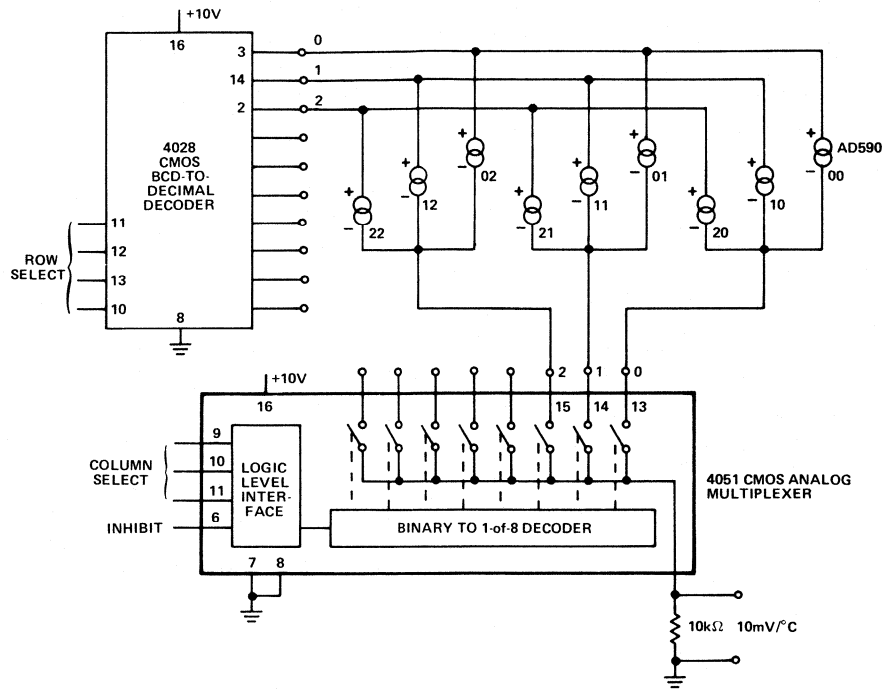 +10V
16
3
0
14
1
2
2
4028
CMOS
BCD-TO-
DECIMAL
DECODER
11
12
13
10
ROW
SELECT
8
+
−
22
+
−
12
+
−
02
+
−
21
+
−
11
+
−
01
+
−
20
+
−
10
+
−
00
AD590
+10V
16
2
1
0
15
14
13
9
10
11
6
COLUMN
SELECT
INHIBIT
LOGIC
LEVEL
INTER-
FACE
BINARY TO 1-of-8 DECODER
4051 CMOS ANALOG
MULTIPLEXER
7
8
10kΩ
10mV/°C